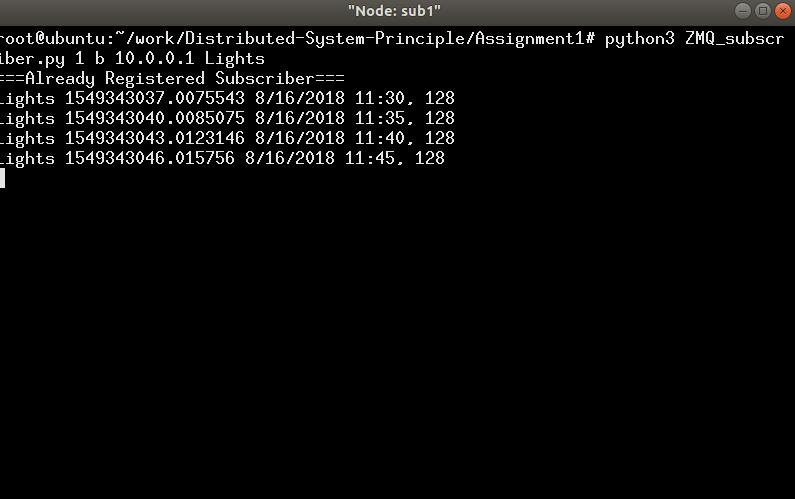 "Node: sub1"
root@ubuntu:~/work/Distributed-System-Principle/Assignment1# python3 ZMQ_subscr
iber.py 1 b 10.0.0.1 Lights
===Already Registered Subscriber===
Lights 1549343037.0075543 8/16/2018 11:30, 128
Lights 1549343040.0085075 8/16/2018 11:35, 128
Lights 1549343043.0123146 8/16/2018 11:40, 128
Lights 1549343046.015756 8/16/2018 11:45, 128